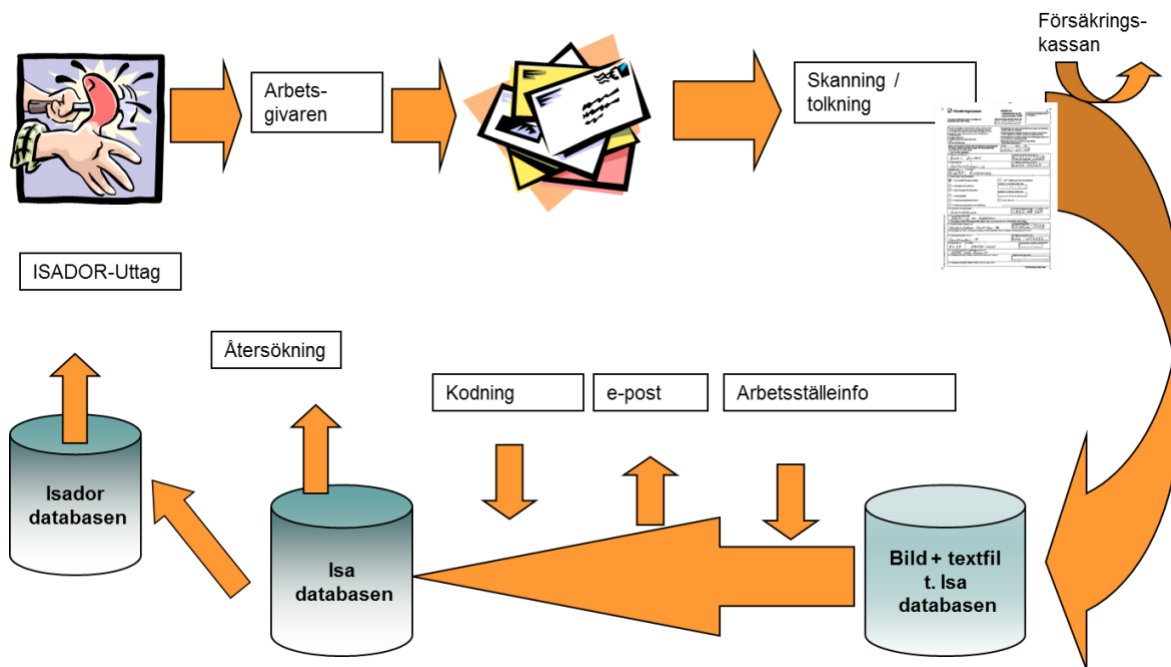 Försäkrings-
kassan
Arbets-
givaren
Skanning /
tolkning
ISADOR-Uttag
Återsökning
Kodning
e-post
Arbetsställeinfo
Isador
databasen
Isa
databasen
Bild + textfil
t. Isa
databasen